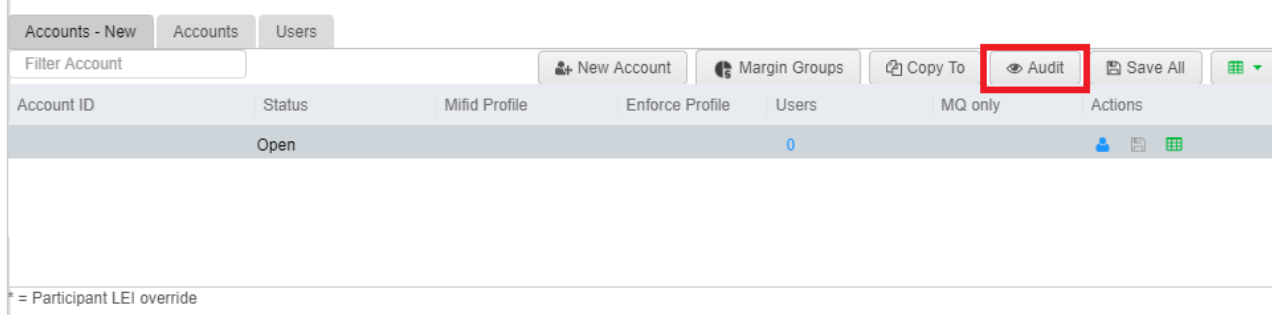 Accounts - New Accounts Users
Filter Account New Account Margin Groups Copy To Audit Save All
Account ID Status Mifid Profile Enforce Profile Users MQ only Actions
Open 0
* = Participant LEI override